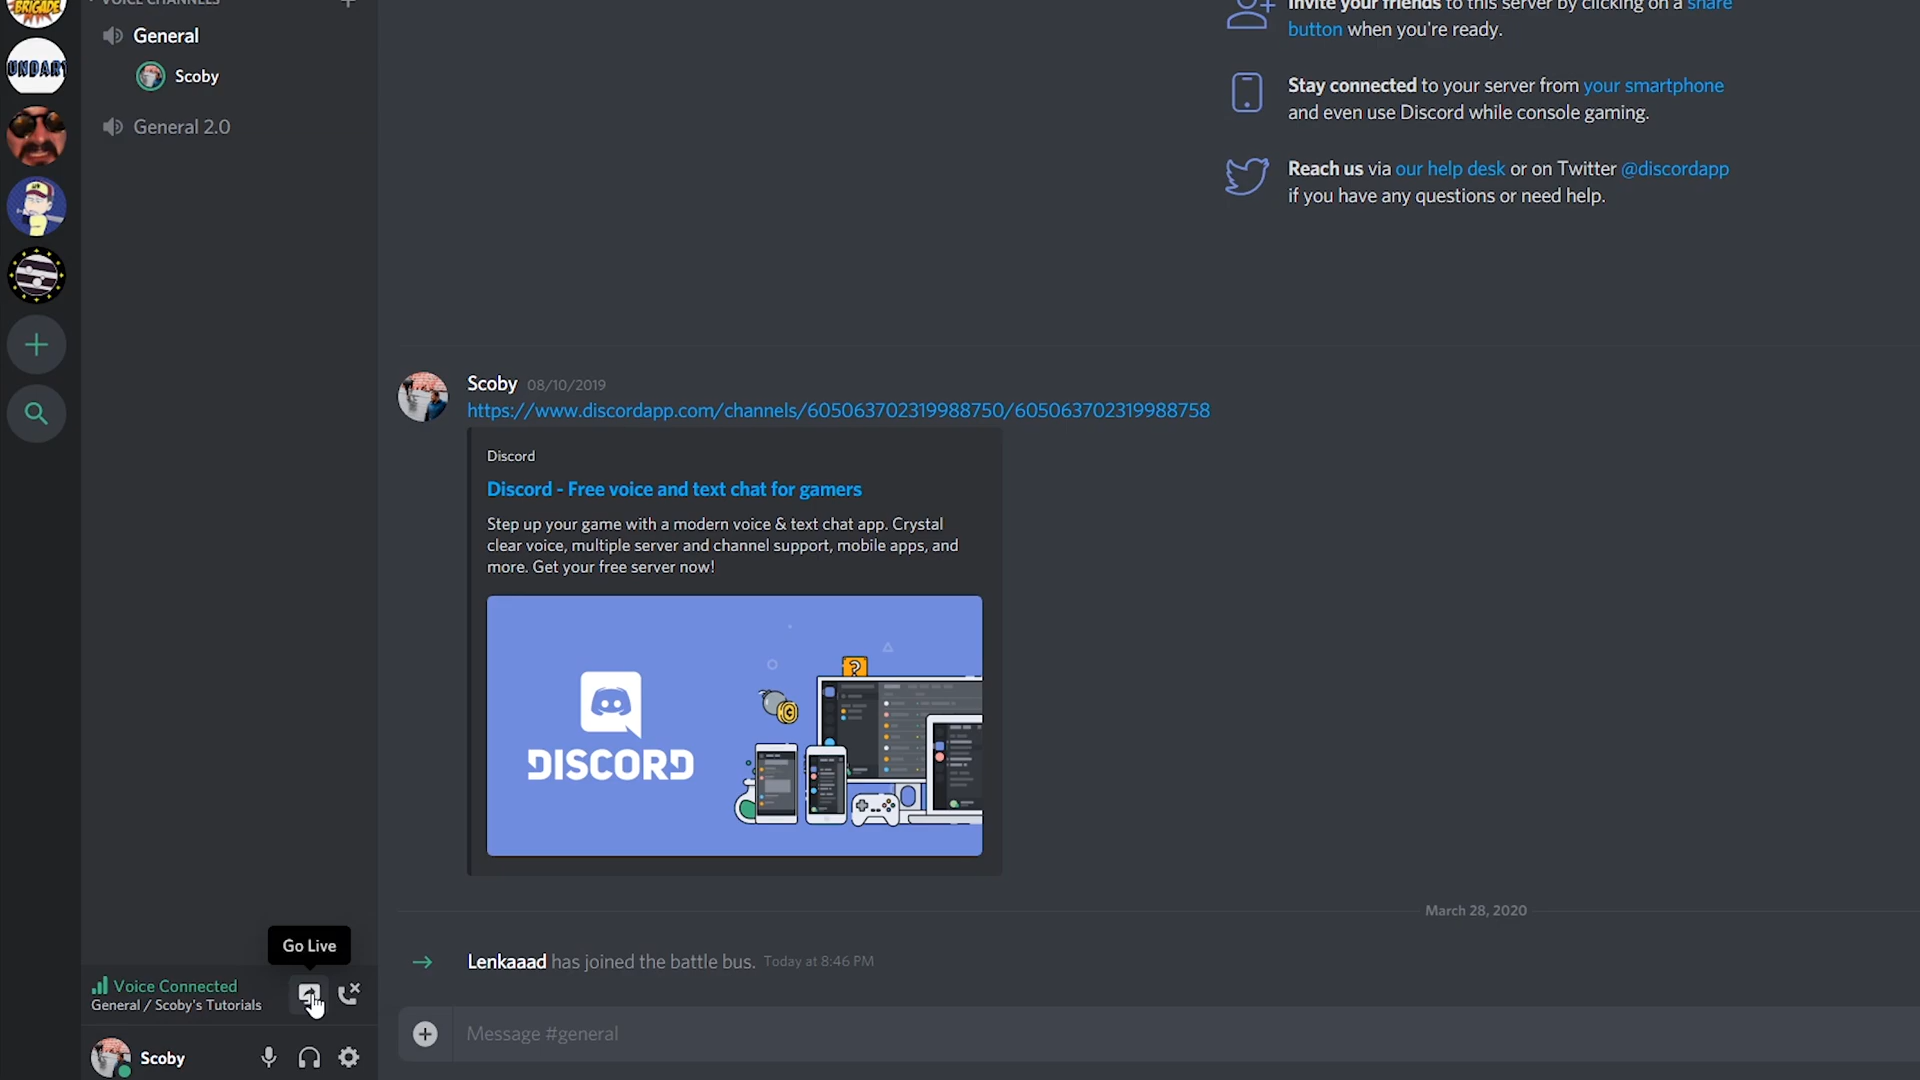 BRIGADE
VOICE CHANNELS
General
Scoby
General 2.0
Invite your friends to this server by clicking on a share
button when you're ready.
Stay connected to your server from your smartphone
and even use Discord while console gaming.
Reach us via our help desk or on Twitter @discordapp
if you have any questions or need help.
UNDARY
Scoby 08/10/2019
https://www.discordapp.com/channels/605063702319988750/605063702319988758
Discord
Discord - Free voice and text chat for gamers
Step up your game with a modern voice & text chat app. Crystal
clear voice, multiple server and channel support, mobile apps, and
more. Get your free server now!
?
DISCORD
March 28, 2020
Lenkaaad has joined the battle bus. Today at 8:46 PM
Go Live
Voice Connected
General / Scoby's Tutorials
Message #general
Scoby